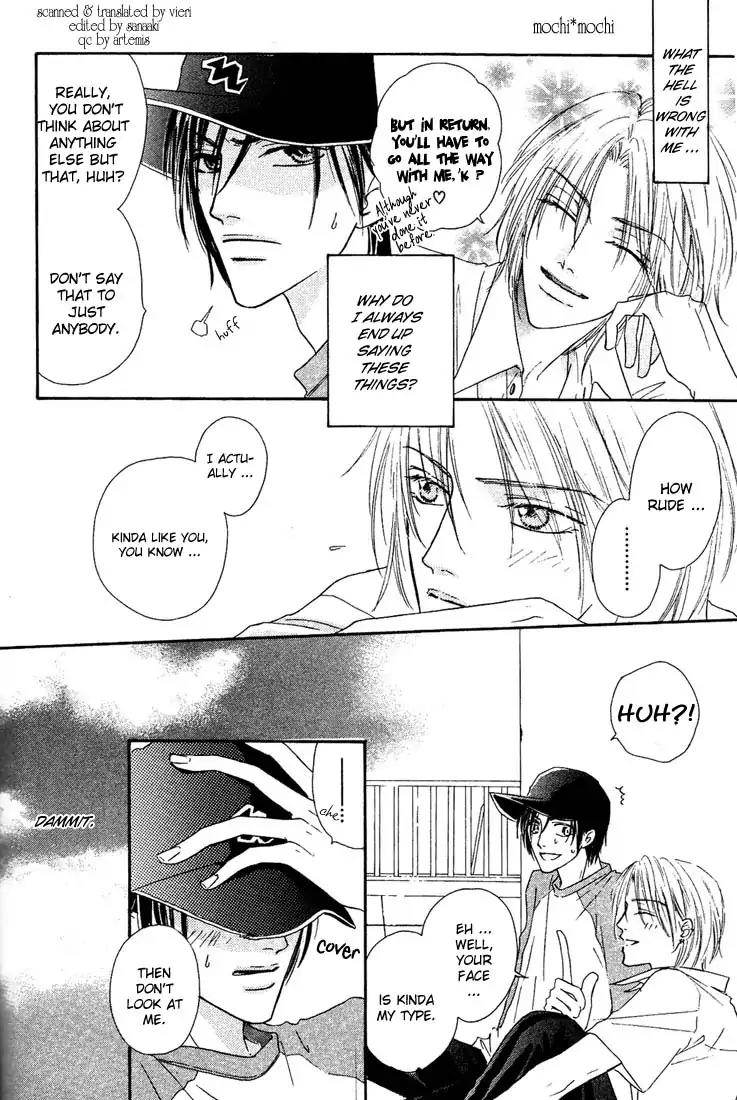 scanned & translated by vieri
edited by sanaaki
qc by artemis
mochi*mochi
WHAT
THE
HELL
IS
WRONG
WITH
ME ...
BUT IN RETURN.
YOU'LL HAVE TO
GO ALL THE WAY
WITH ME, 'K ?
Although
you've never
done it
before. ♡
REALLY,
YOU DON'T
THINK ABOUT
ANYTHING
ELSE BUT
THAT, HUH?
DON'T SAY
THAT TO
JUST
ANYBODY.
huff
WHY DO
I ALWAYS
END UP
SAYING
THESE
THINGS?
HOW
RUDE ...
.........
I ACTU-
ALLY ...
KINDA LIKE YOU,
YOU KNOW ...
HUH?!
EH ...
WELL,
YOUR
FACE
...
IS KINDA
MY TYPE.
che
DAMMIT.
cover
THEN
DON'T
LOOK AT
ME.